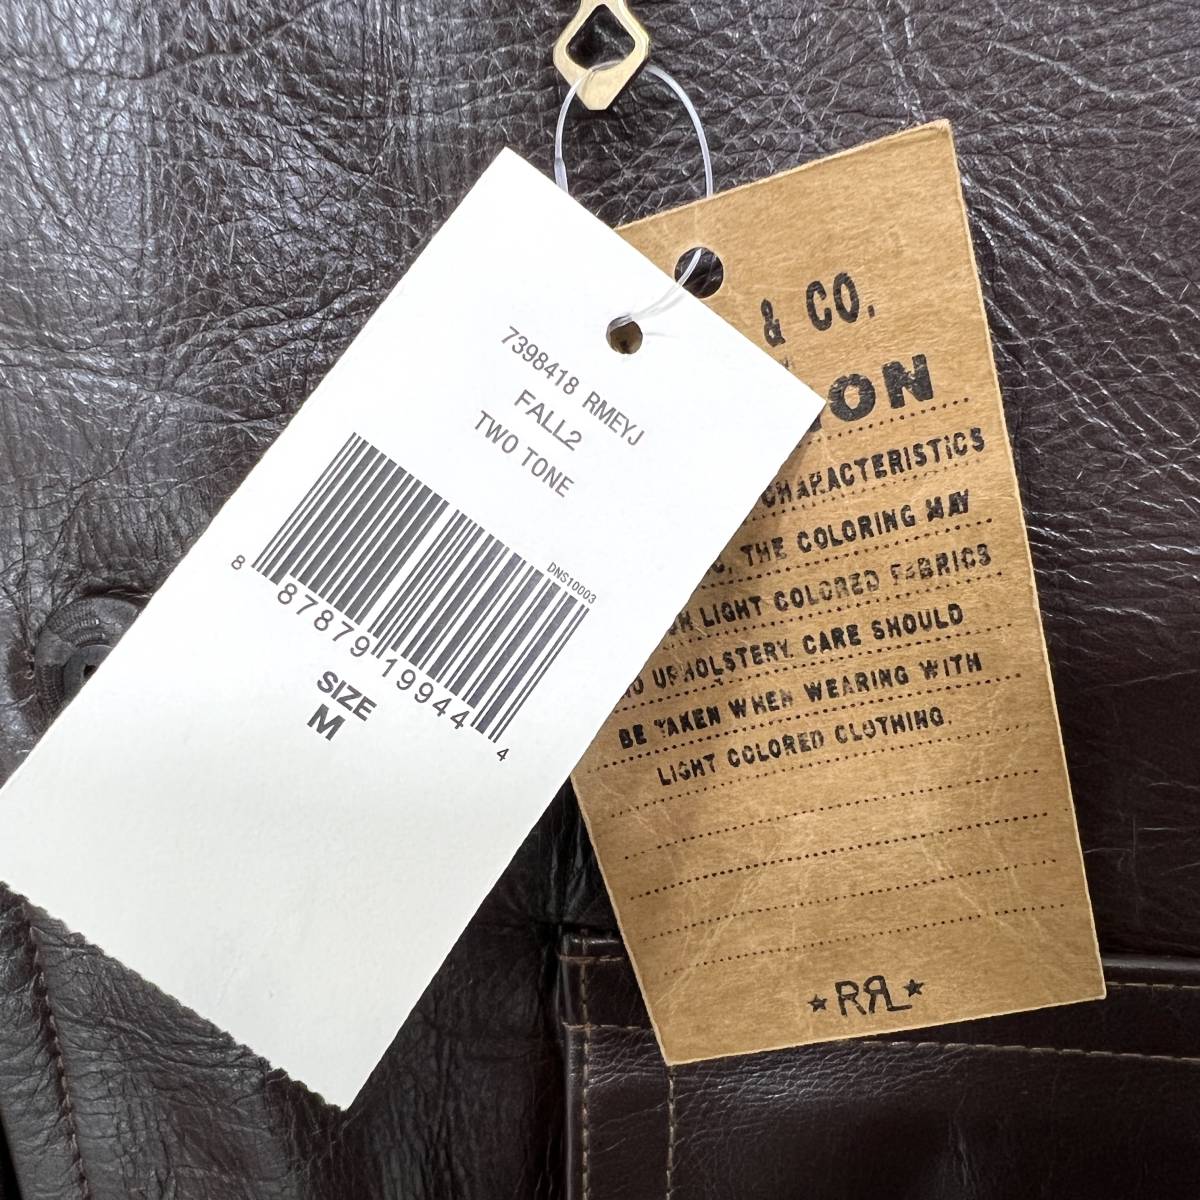 7398418 RMEYJ
FALL2
TWO TONE
DNS10003
8 87879 19944 4
SIZE
M
& CO.
CHARACTERISTICS
THE COLORING MAY
LIGHT COLORED FABRICS
UPHOLSTERY. CARE SHOULD
BE TAKEN WHEN WEARING WITH
LIGHT COLORED CLOTHING.
RRL